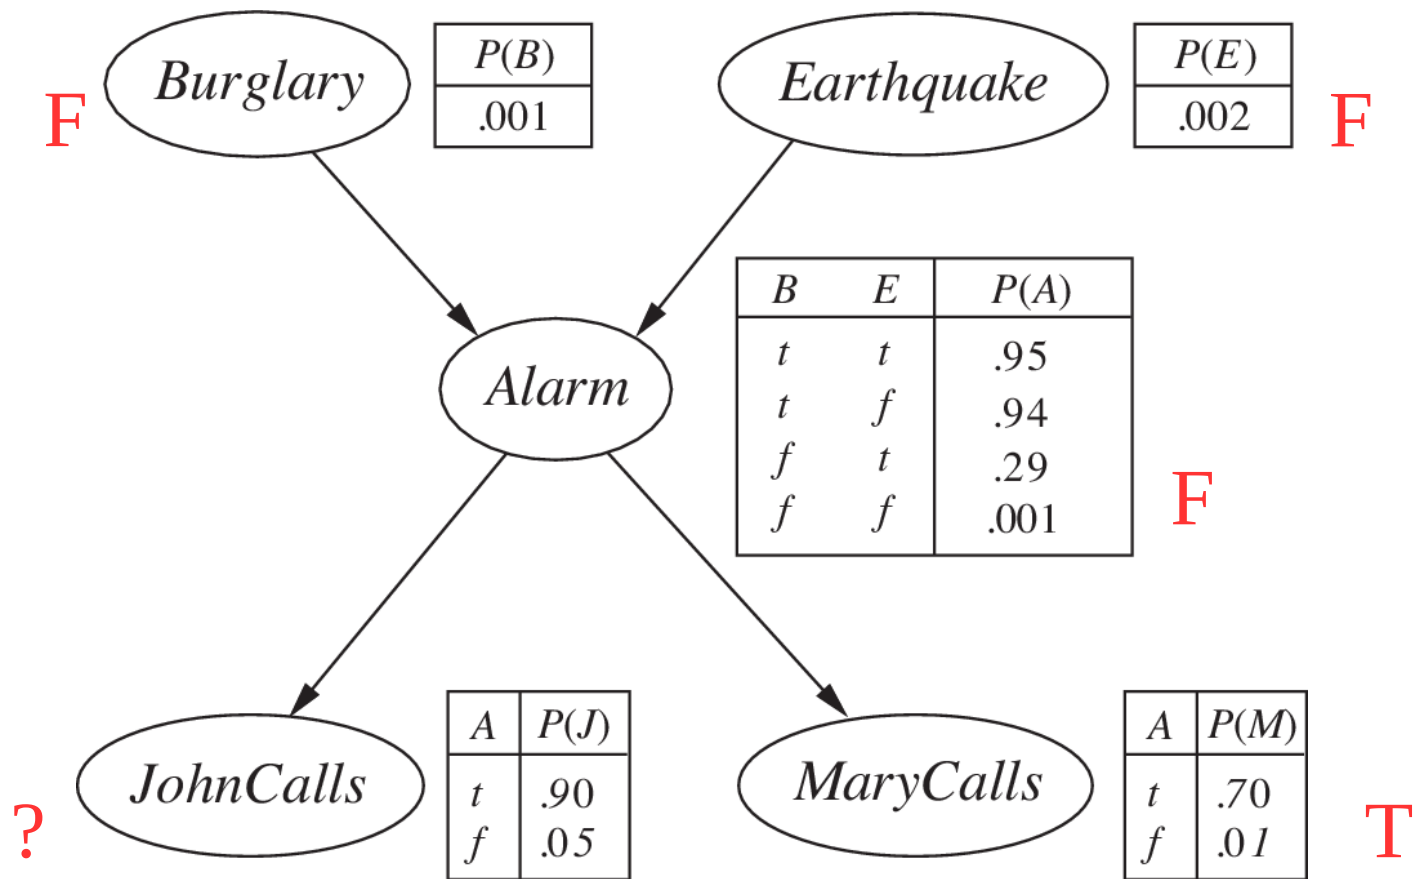 Burglary
P(B)
.001
F
Earthquake
P(E)
.002
F
Alarm
B E P(A)
t t .95
t f .94
f t .29
f f .001
F
JohnCalls
A P(J)
t .90
f .05
?
MaryCalls
A P(M)
t .70
f .01
T